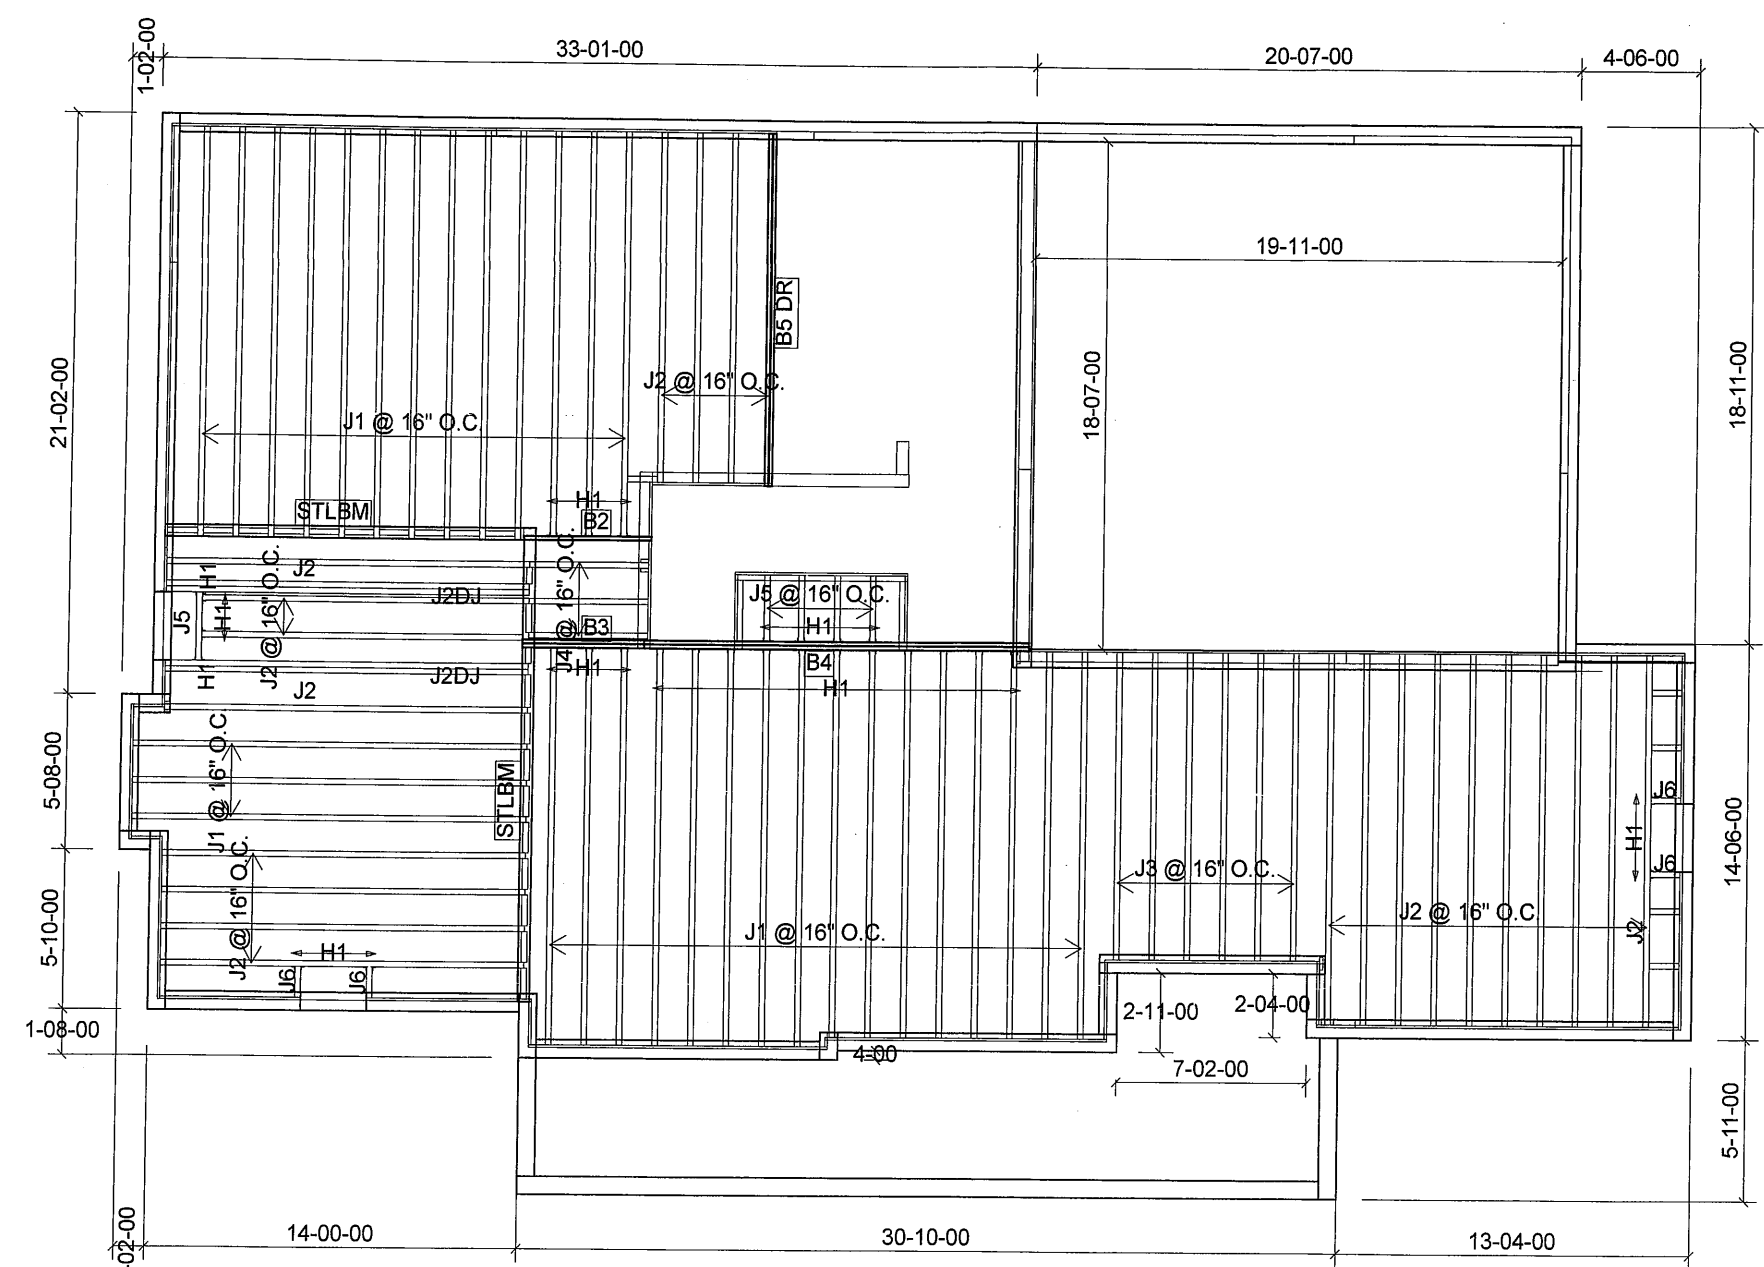 1-02-00
33-01-00
20-07-00
4-06-00
19-11-00
B5 DR
21-02-00
18-07-00
18-11-00
J2 @ 16" O.C.
J1 @ 16" O.C.
STLBM
H1
B2
J2
H1
J2 @ 16" O.C.
J4 @ 16" O.C.
J2DJ
J5 @ 16" O.C.
J5
H1
B3
H1
B4
H1
J2
J2DJ
H1
H1
J1 @ 16" O.C.
STLBM
5-08-00
J6
H1
J6
14-06-00
J3 @ 16" O.C.
J2 @ 16" O.C.
J2 @ 16" O.C.
J1 @ 16" O.C.
J2
5-10-00
H1
J6
J6
2-11-00
2-04-00
1-08-00
4-00
7-02-00
5-11-00
02-00
14-00-00
30-10-00
13-04-00